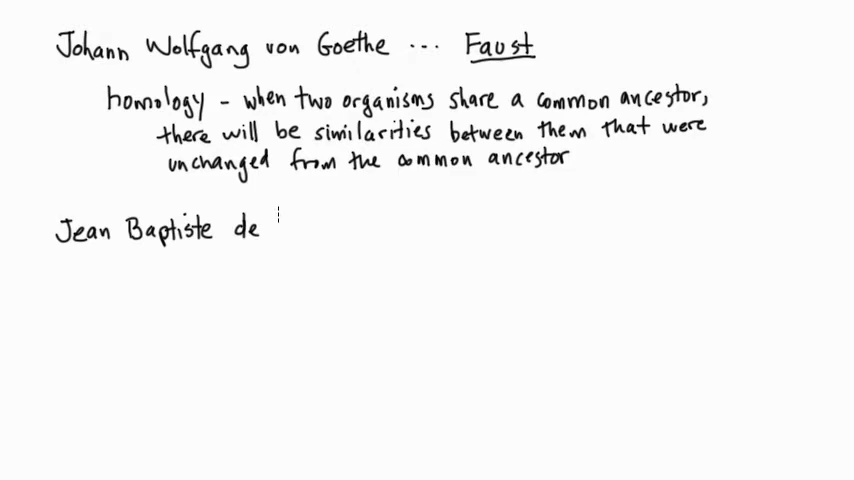 Johann Wolfgang von Goethe ... Faust
homology - when two organisms share a common ancestor,
there will be similarities between them that were
unchanged from the common ancestor
Jean Baptiste de